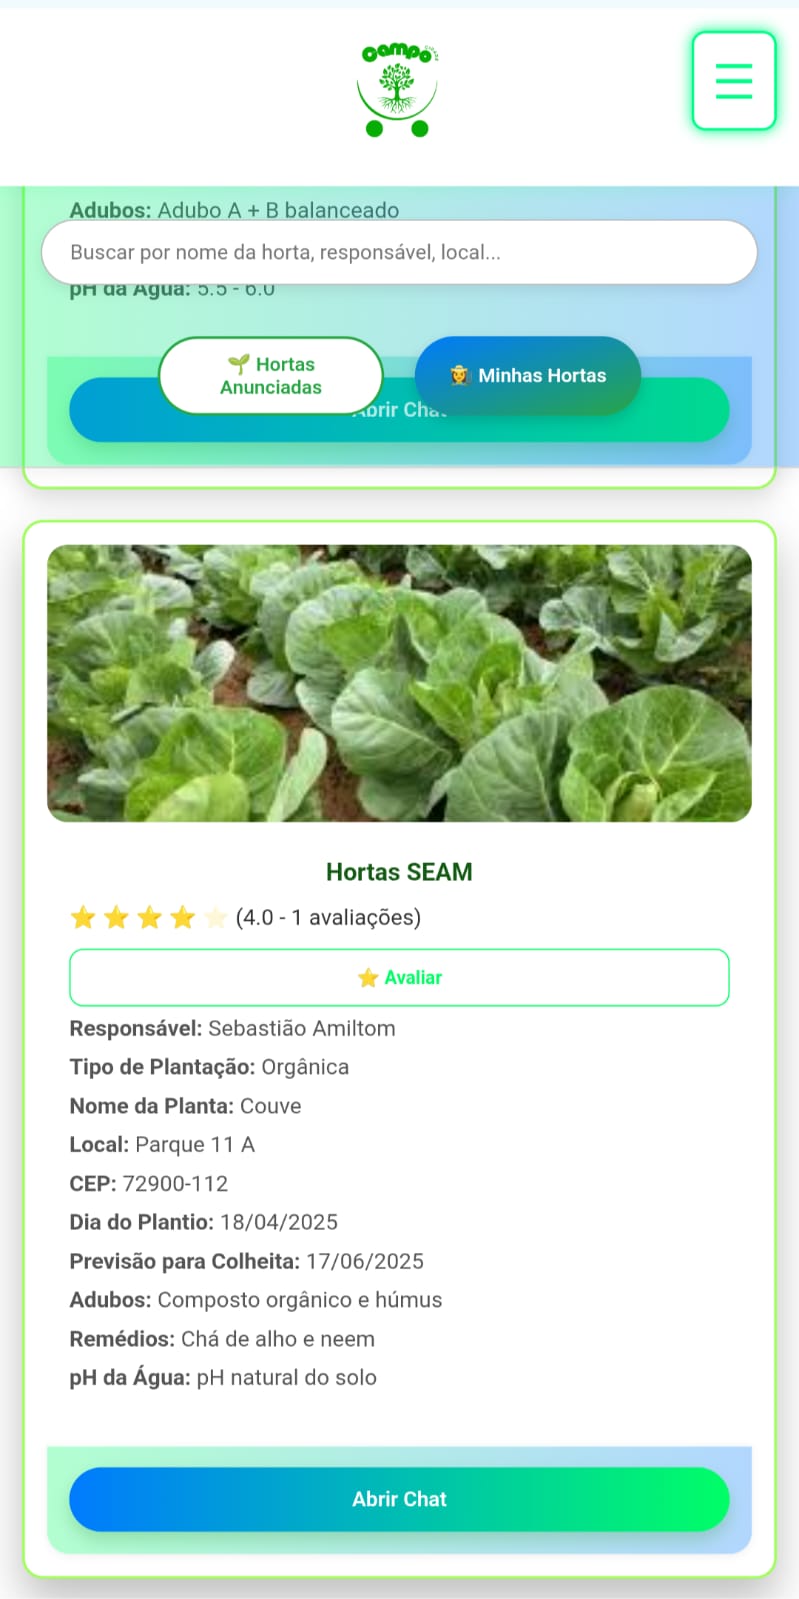 Campo
Adubos: Adubo A + B balanceado
Buscar por nome da horta, responsável, local...
pH da Água: 5.5 - 6.0
🌱 Hortas
Anunciadas
👩‍🌾 Minhas Hortas
Abrir Chat
Hortas SEAM
(4.0 - 1 avaliações)
⭐ Avaliar
Responsável: Sebastião Amiltom
Tipo de Plantação: Orgânica
Nome da Planta: Couve
Local: Parque 11 A
CEP: 72900-112
Dia do Plantio: 18/04/2025
Previsão para Colheita: 17/06/2025
Adubos: Composto orgânico e húmus
Remédios: Chá de alho e neem
pH da Água: pH natural do solo
Abrir Chat